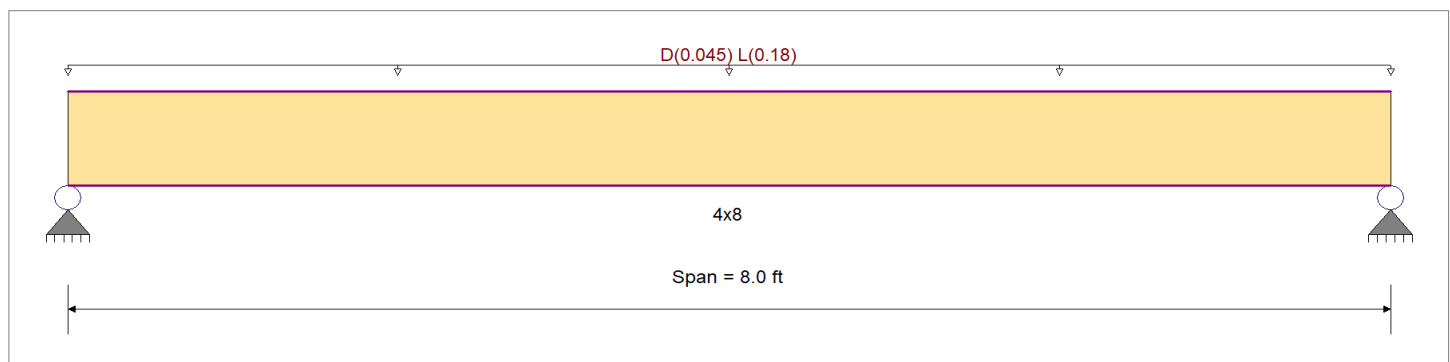 D(0.045) L(0.18)
4x8
Span = 8.0 ft